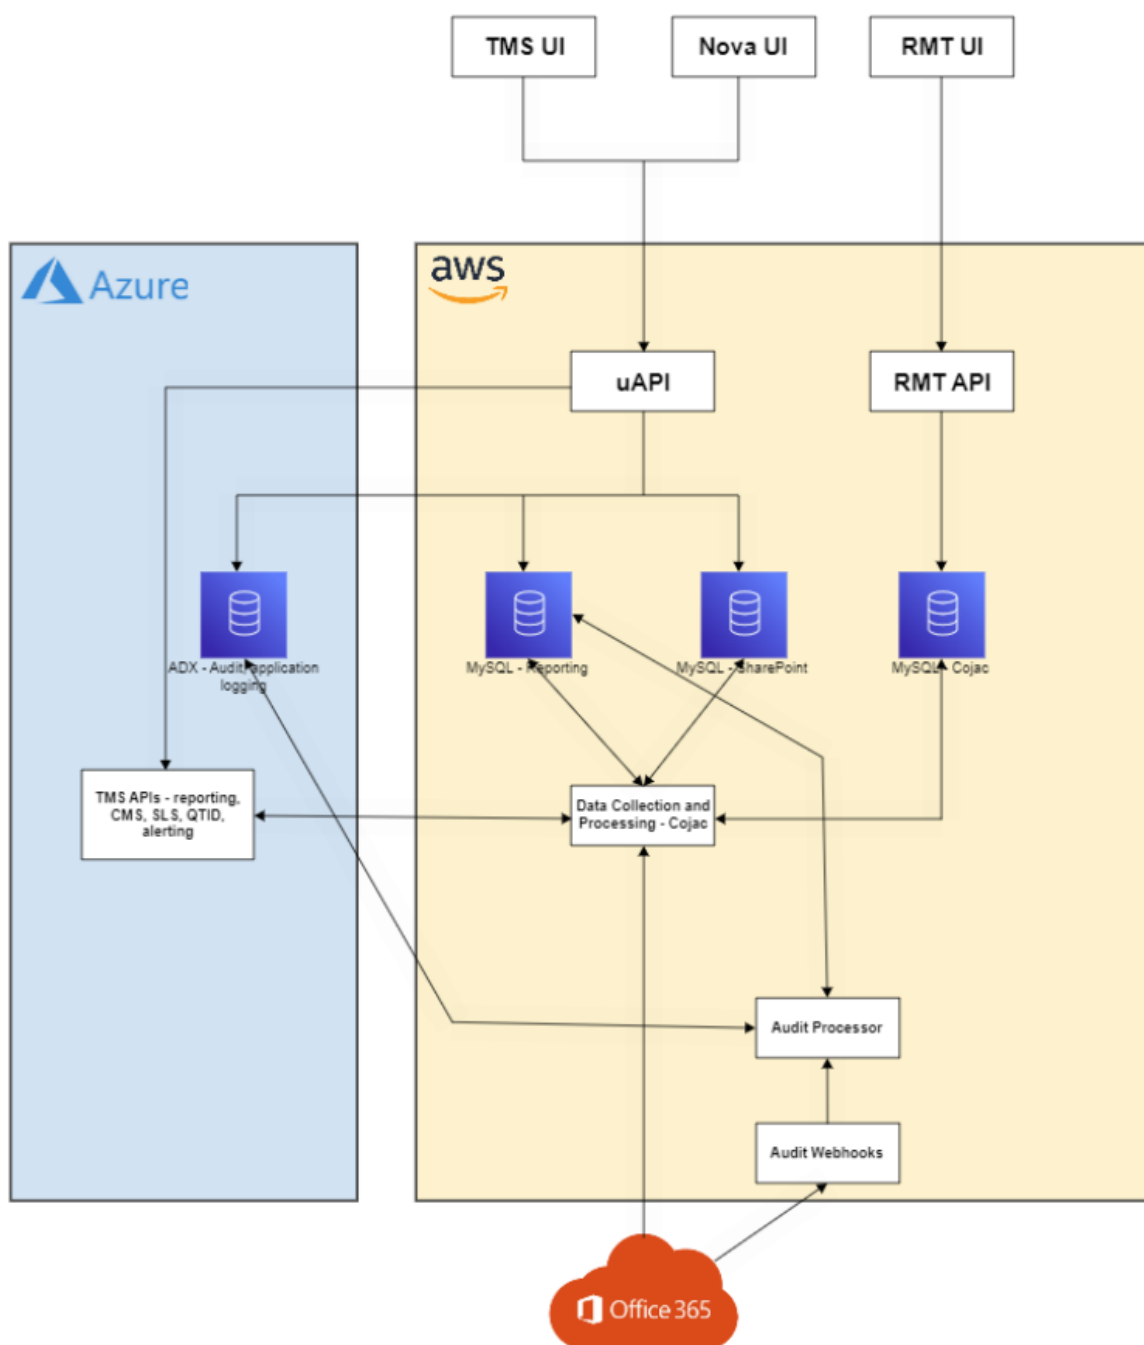 TMS UI
Nova UI
RMT UI
Azure
aws
uAPI
RMT API
ADX - Audit/application
logging
MySQL - Reporting
MySQL - SharePoint
MySQL - Cojac
TMS APIs - reporting,
CMS, SLS, QTID,
alerting
Data Collection and
Processing - Cojac
Audit Processor
Audit Webhooks
Office 365